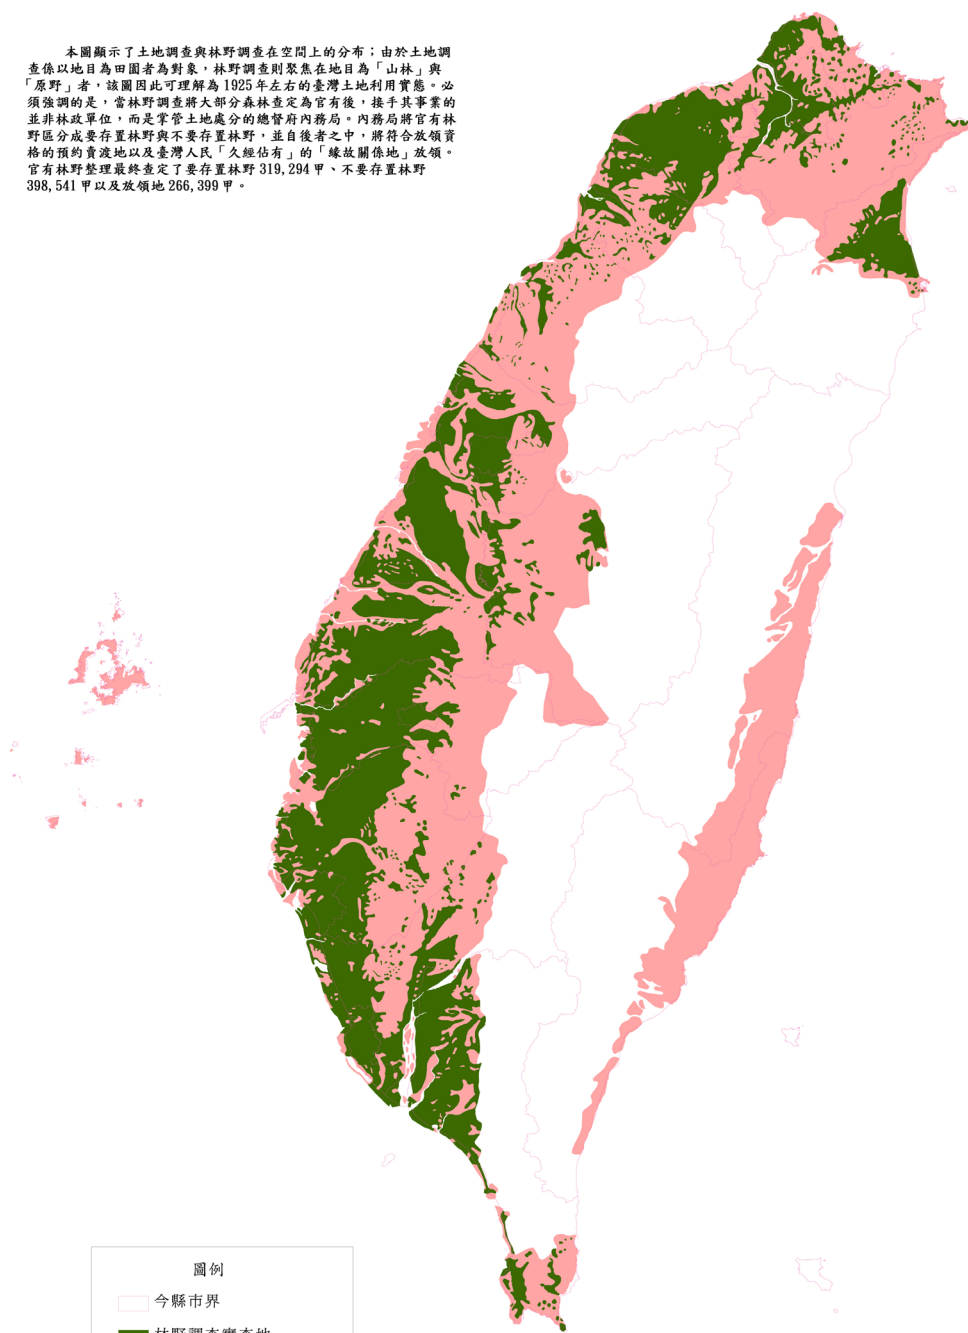 本圖顯示了土地調查與林野調查在空間上的分布；由於土地調
查係以地目為田園者為對象，林野調查則聚焦在地目為「山林」與
「原野」者，該圖因此可理解為1925年左右的臺灣土地利用實態。必
須強調的是，當林野調查將大部分森林查定為官有後，接手其事業的
並非林政單位，而是掌管土地處分的總督府內務局。內務局將官有林
野區分成要存置林野與不要存置林野，並自後者之中，將符合放領資
格的預約賣渡地以及臺灣人民「久經佔有」的「緣故關係地」放領。
官有林野整理最終查定了要存置林野319,294甲、不要存置林野
398,541甲以及放領地266,399甲。
圖例
今縣市界
林野調查實查地